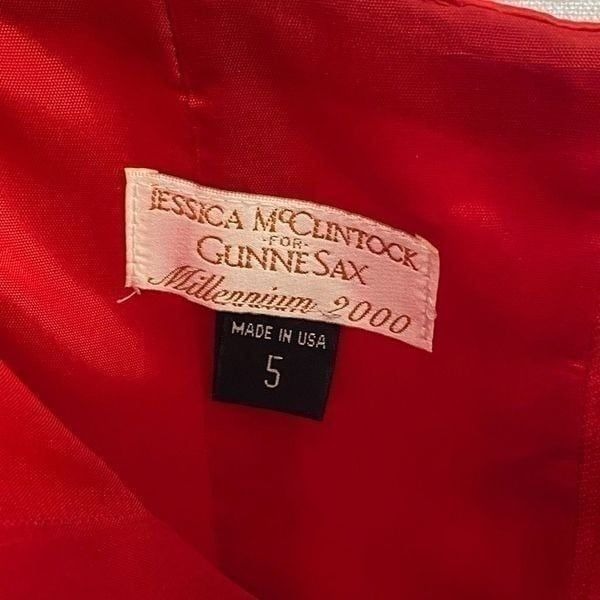 JESSICA MCCLINTOCK
-FOR-
GUNNE SAX
Millennium 2000
MADE IN USA
5